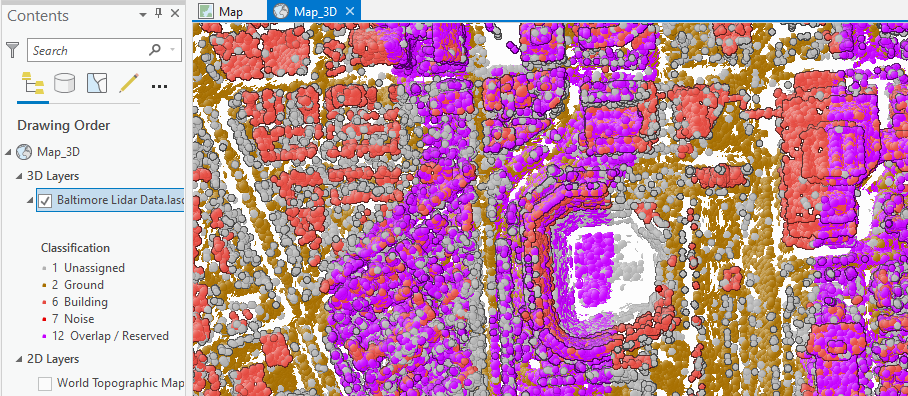 Contents
Map
Map_3D
Search
Drawing Order
Map_3D
3D Layers
Baltimore Lidar Data.lasd
Classification
1 Unassigned
2 Ground
6 Building
7 Noise
12 Overlap / Reserved
2D Layers
World Topographic Map